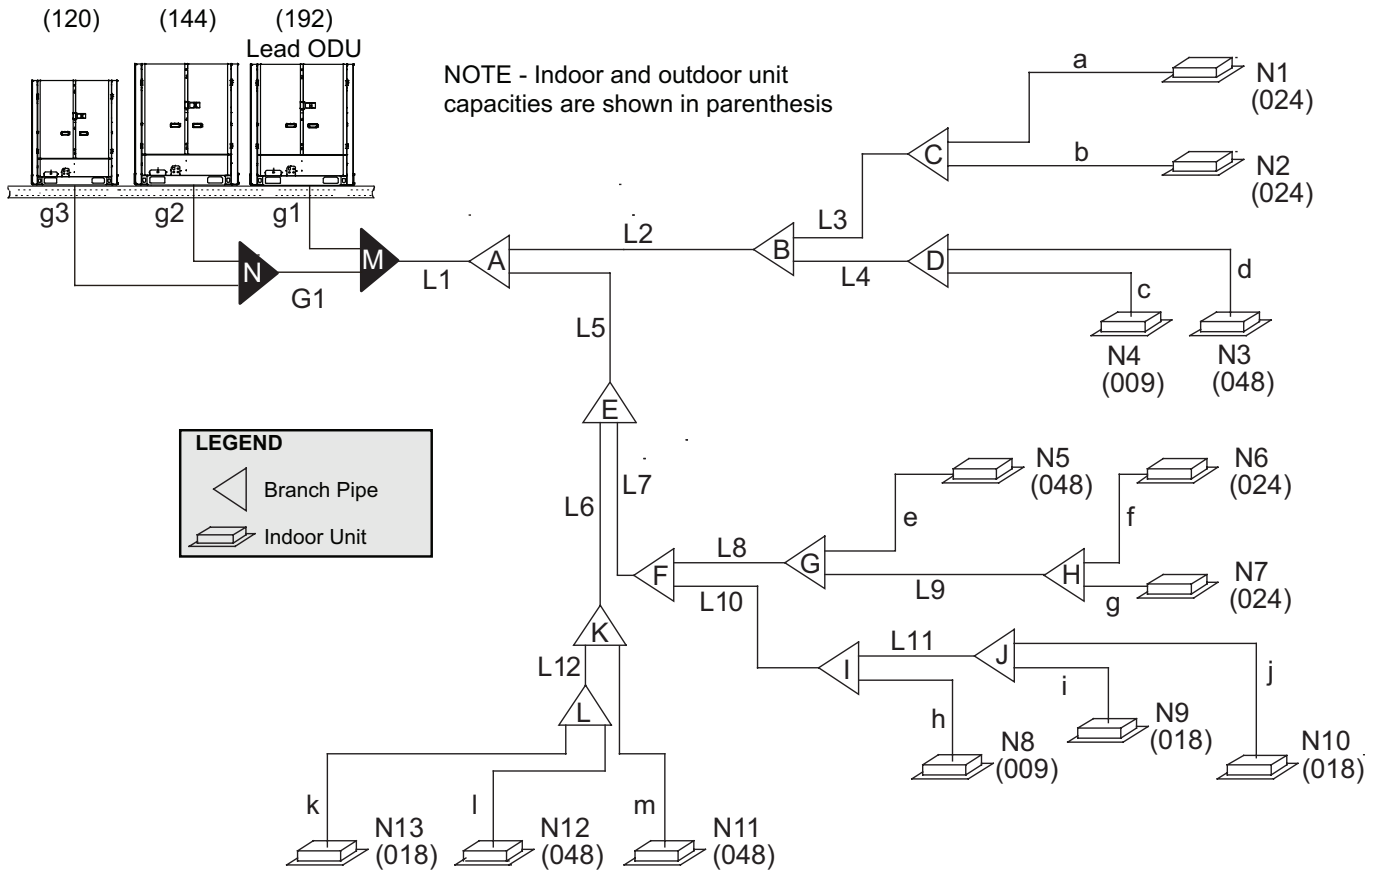 (120) (144) (192)
Lead ODU
NOTE - Indoor and outdoor unit
capacities are shown in parenthesis
g3 g2 g1
N
M
G1
L1
A
L2
B
L3
C
a
N1
(024)
b
N2
(024)
L4
D
d
c
N4
(009)
N3
(048)
L5
E
LEGEND
Branch Pipe
Indoor Unit
L6
L7
F
L8
G
e
N5
(048)
L9
H
f
N6
(024)
g
N7
(024)
L10
I
L11
J
j
i
h
N8
(009)
N9
(018)
N10
(018)
K
L12
L
k
l
m
N13
(018)
N12
(048)
N11
(048)